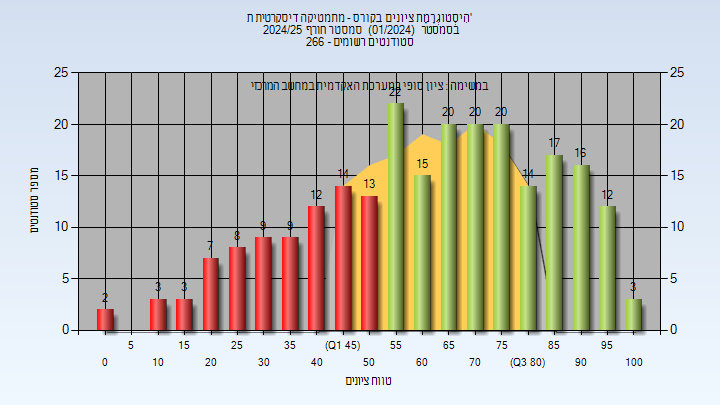 היסטוגרמת ציונים בקורס - מתמטיקה דיסקרטית ת'
בסמסטר (01/2024) סמסטר חורף 2024/25
סטודנטים רשומים - 266
במשימה : ציון סופי במערכת האקדמית במחשב המרכזי
25 25
20 20
15 15
10 10
5 5
0 0
מספר סטודנטים
2 3 3 7 8 9 9 12 14 13 22 15 20 20 20 14 17 16 12 3
5 15 25 35 (Q1 45) 55 65 75 85 95
0 10 20 30 40 50 60 70 (Q3 80) 90 100
טווח ציונים